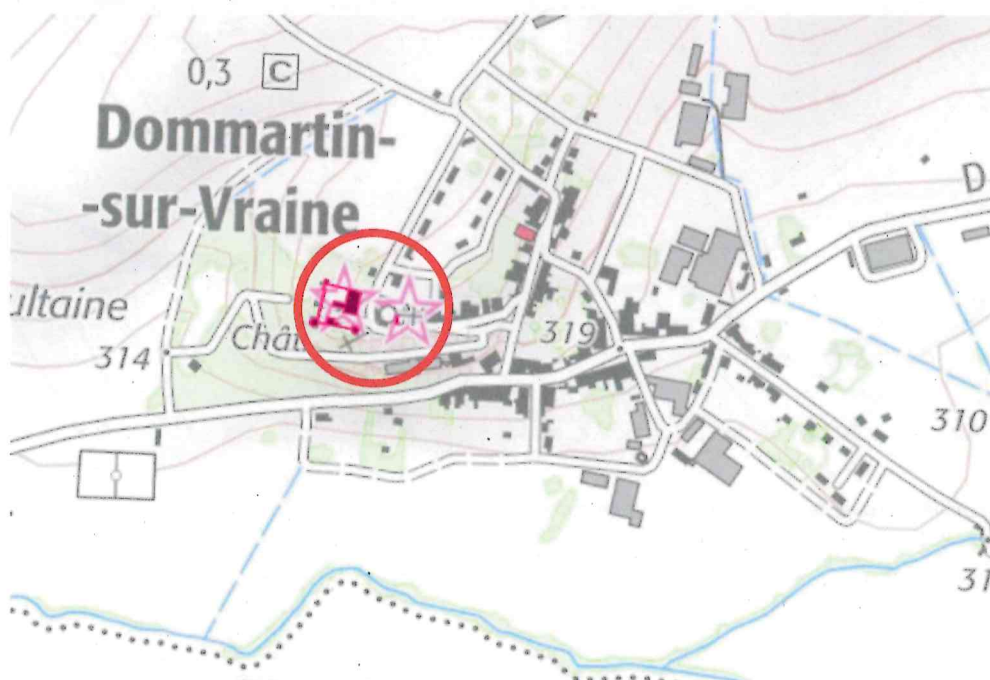 0,3 C
Dommartin-
-sur-Vraine
D
ultaine
Chât
314
319
310
31